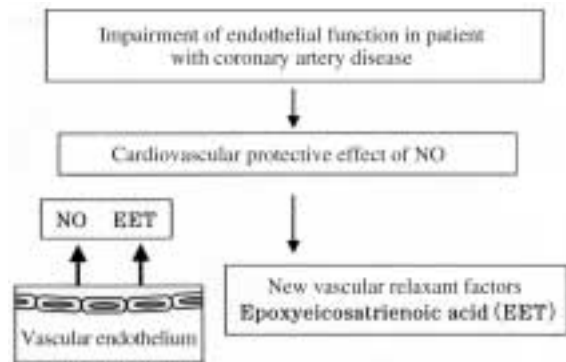 Impairment of endothelial function in patient
with coronary artery disease
Cardiovascular protective effect of NO
NO EET
Vascular endothelium
New vascular relaxant factors
Epoxyeicosatrienoic acid (EET)